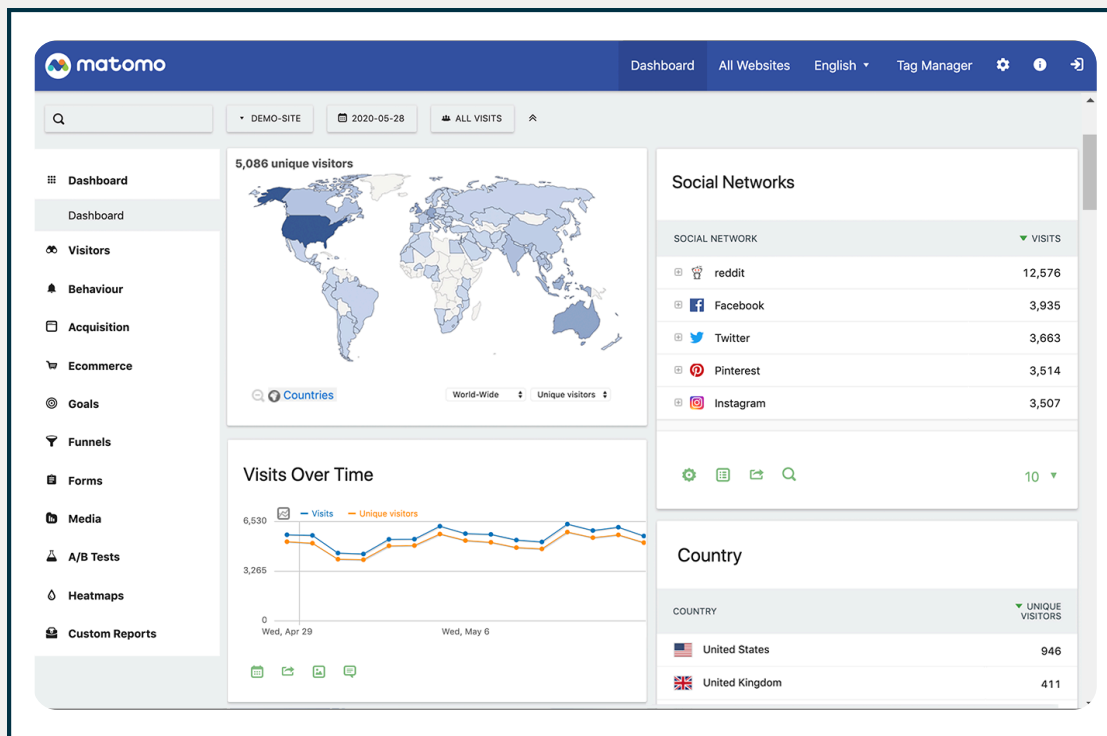 matomo
Dashboard All Websites English Tag Manager
DEMO-SITE 2020-05-28 ALL VISITS
Dashboard
Dashboard
Visitors
Behaviour
Acquisition
Ecommerce
Goals
Funnels
Forms
Media
A/B Tests
Heatmaps
Custom Reports
5,086 unique visitors
Countries World-Wide Unique visitors
Visits Over Time
Visits Unique visitors
6,530
3,265
0
Wed, Apr 29 Wed, May 6
Social Networks
SOCIAL NETWORK VISITS
reddit 12,576
Facebook 3,935
Twitter 3,663
Pinterest 3,514
Instagram 3,507
10
Country
COUNTRY UNIQUE
VISITORS
United States 946
United Kingdom 411